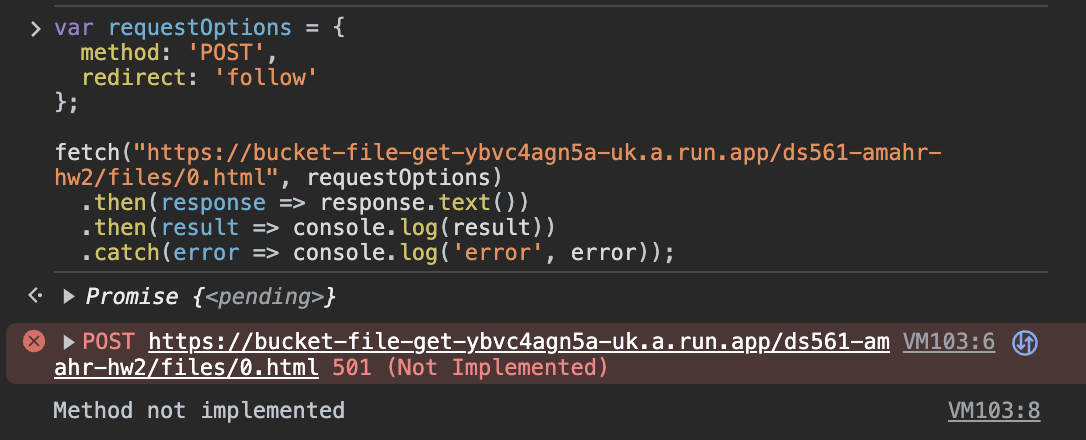 var requestOptions = {
  method: 'POST',
  redirect: 'follow'
};

fetch("https://bucket-file-get-ybvc4agn5a-uk.a.run.app/ds561-amahr-
hw2/files/0.html", requestOptions)
  .then(response => response.text())
  .then(result => console.log(result))
  .catch(error => console.log('error', error));
Promise {<pending>}
POST https://bucket-file-get-ybvc4agn5a-uk.a.run.app/ds561-am VM103:6
ahr-hw2/files/0.html 501 (Not Implemented)
Method not implemented VM103:8